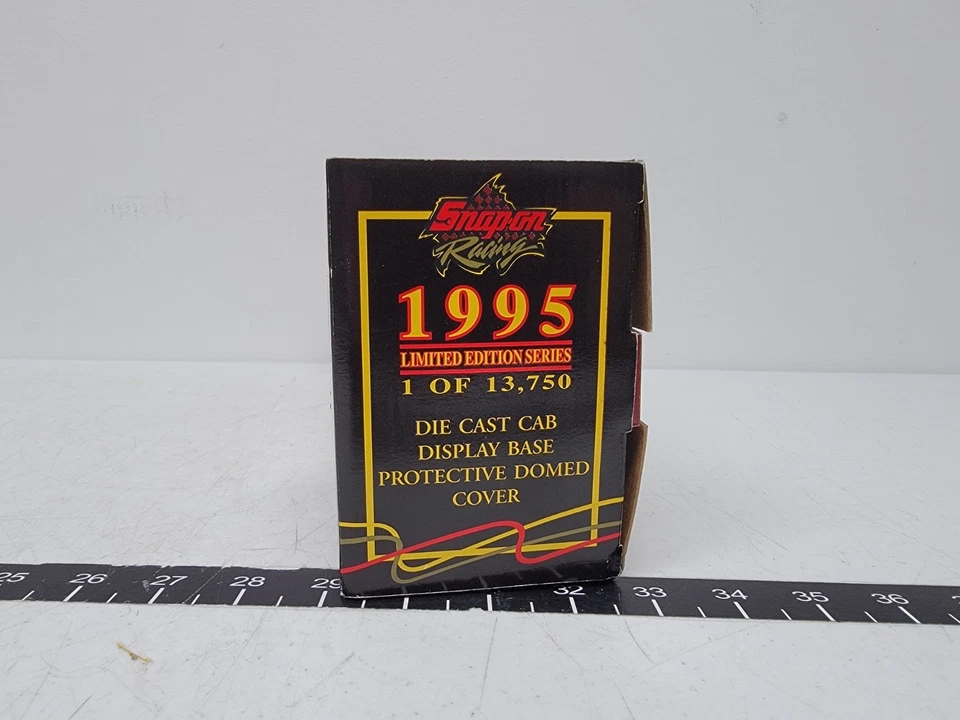 Snap-on
Racing
1995
LIMITED EDITION SERIES
1 OF 13,750
DIE CAST CAB
DISPLAY BASE
PROTECTIVE DOMED
COVER
25 26 27 28 29 32 33 34 35 36